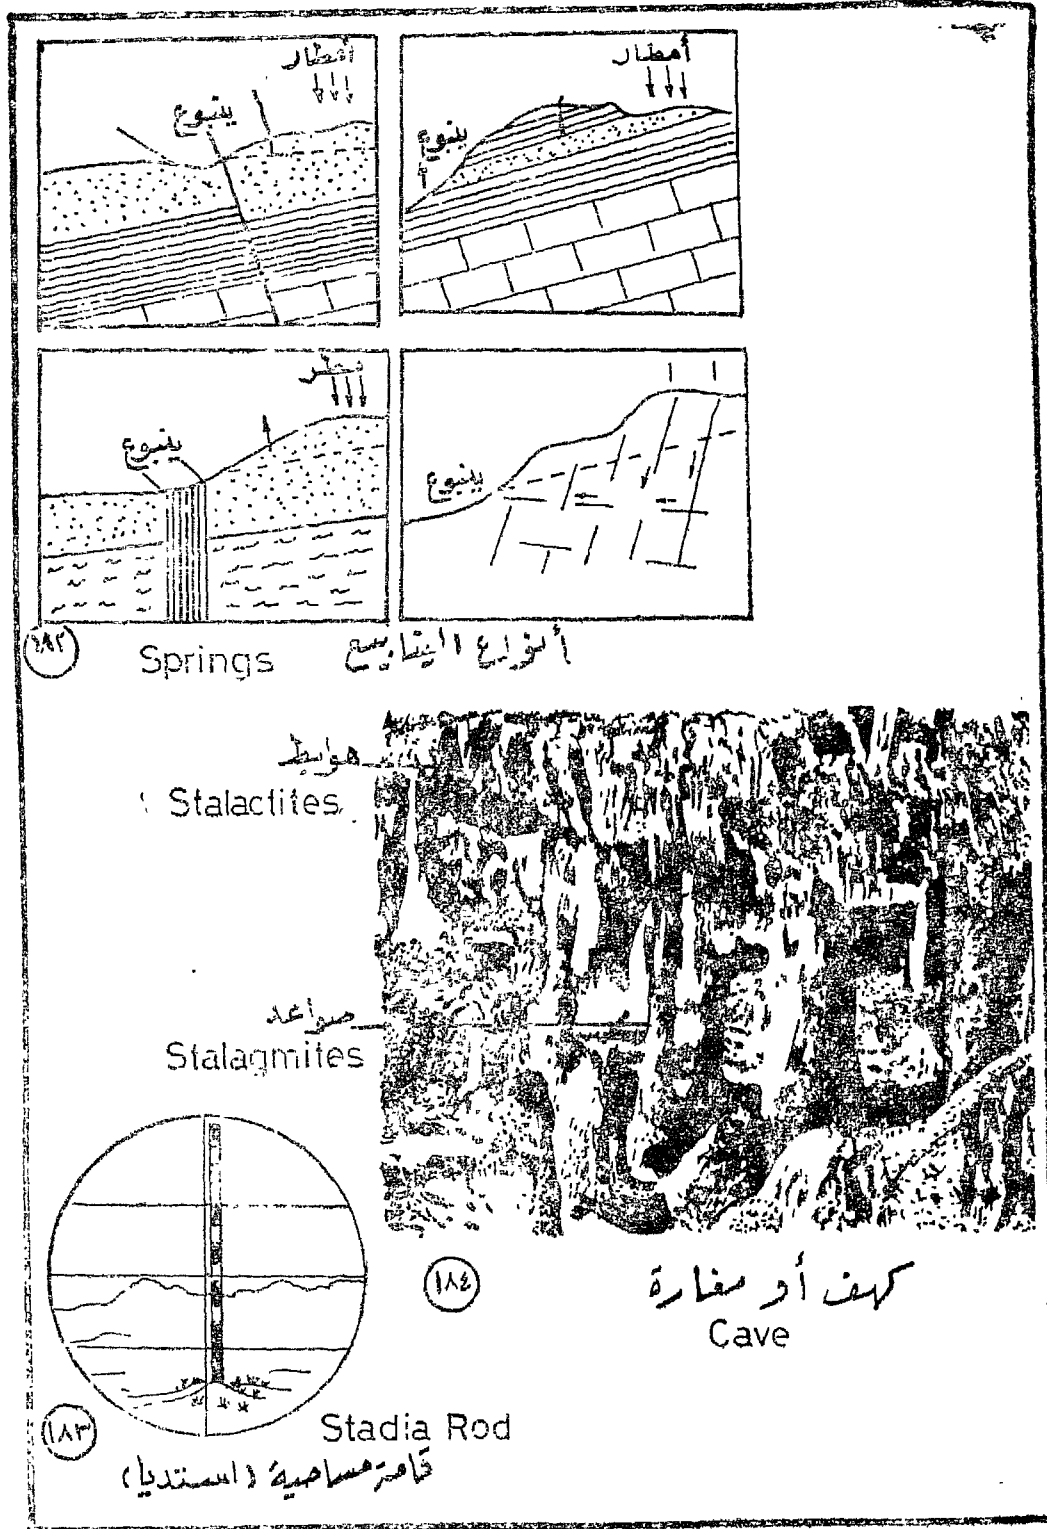 أمطار
ينبوع
أمطار
ينبوع
مطر
ينبوع
ينبوع
Springs أنواع الينابيع
هوابط
Stalactites
صواعد
Stalagmites
١٨٤
كهف أو مغارة
Cave
١٨٣
Stadia Rod
قامة مساحية (استديا)